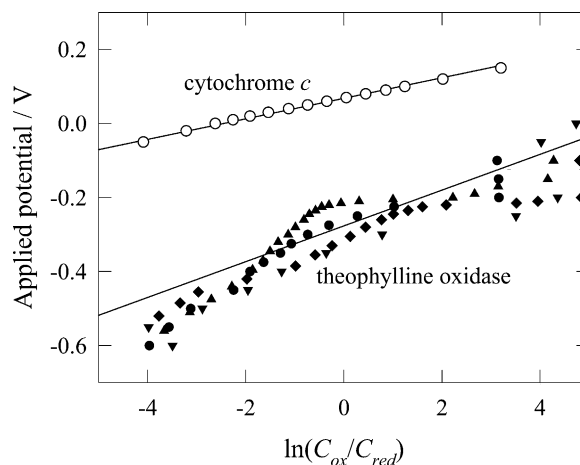 Applied potential / V
0.2
0.0
-0.2
-0.4
-0.6
cytochrome c
theophylline oxidase
-4
-2
0
2
4
ln(Cox/Cred)